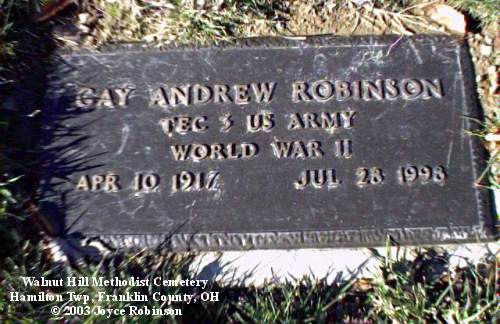 GAY ANDREW ROBINSON
TEC 5 US ARMY
WORLD WAR II
APR 10 1917 JUL 28 1998
Walnut Hill Methodist Cemetery
Hamilton Twp, Franklin County, OH
© 2003 Joyce Robinson